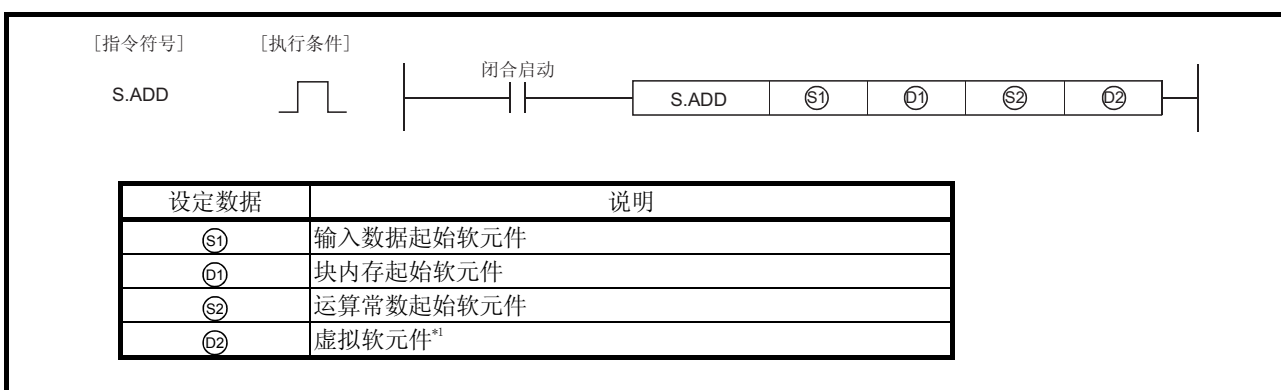 [指令符号] [执行条件]
闭合启动
S.ADD S.ADD S1 D1 S2 D2
设定数据 说明
S1 输入数据起始软元件
D1 块内存起始软元件
S2 运算常数起始软元件
D2 虚拟软元件*1